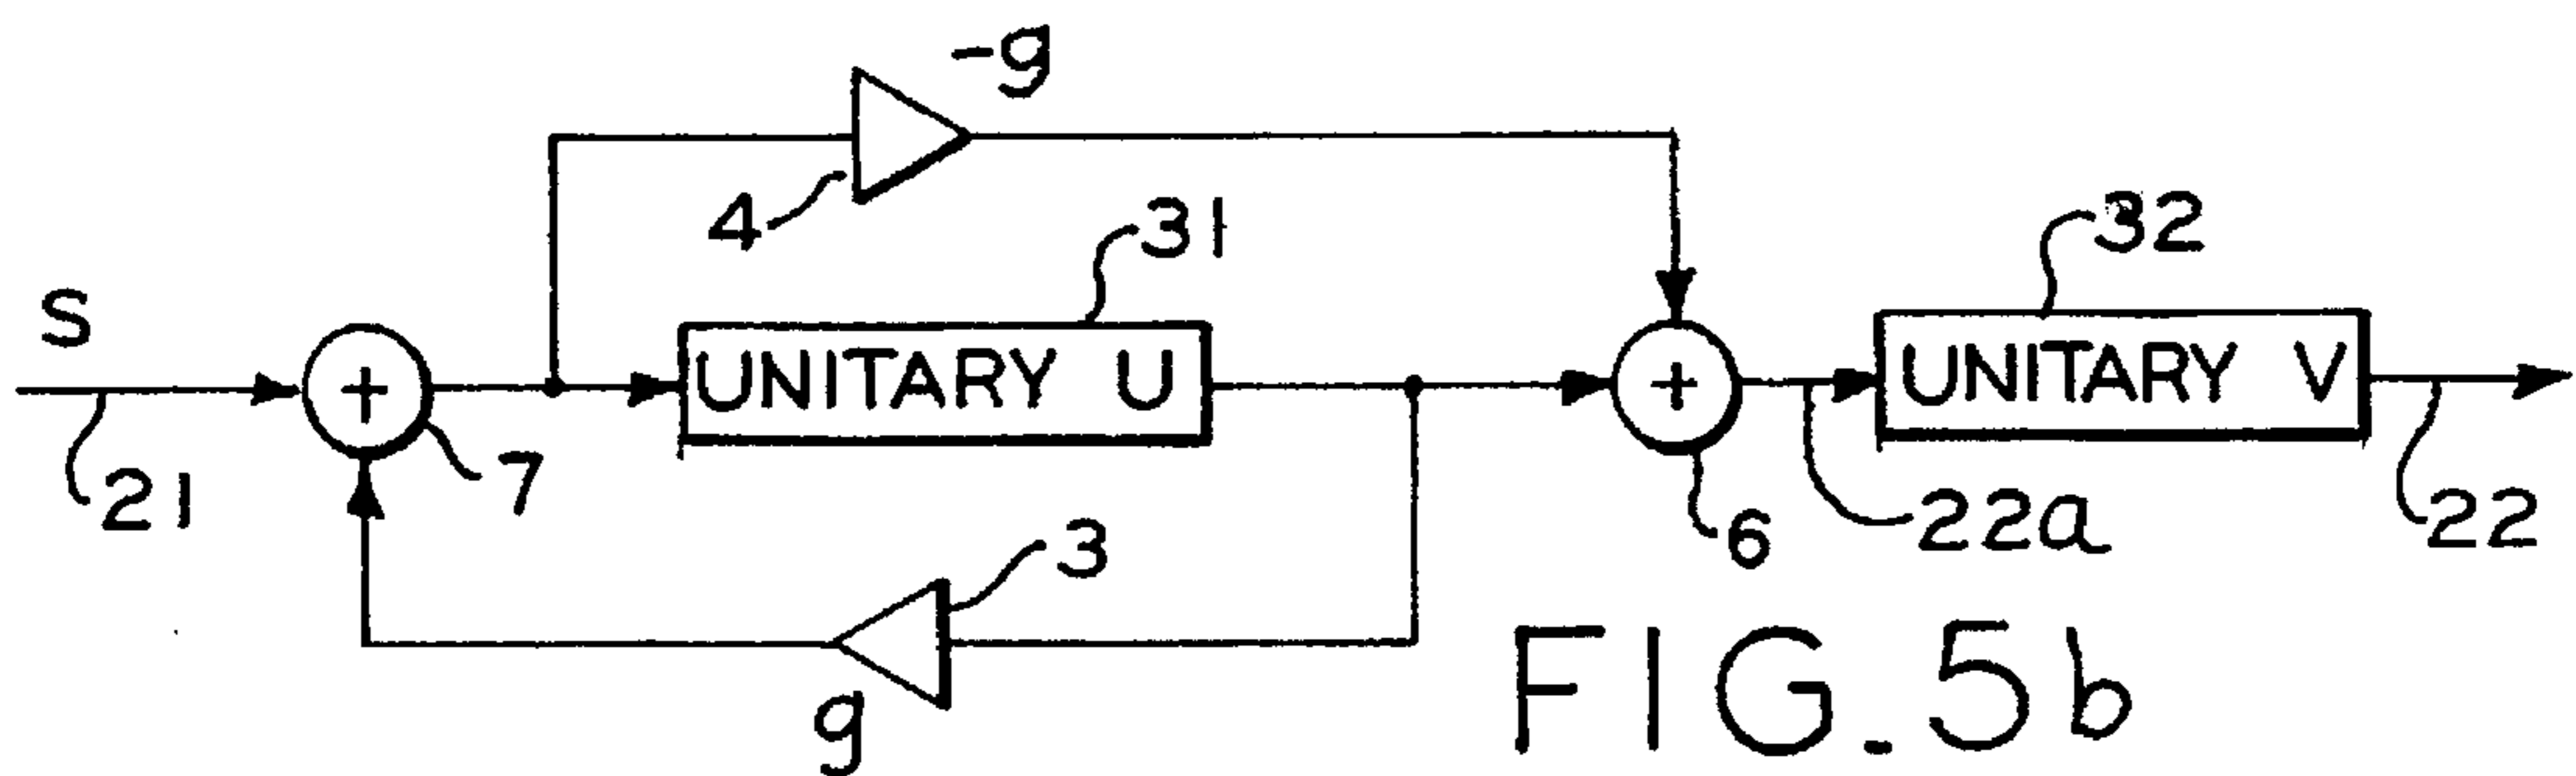 -g
4
31
32
S
+
UNITARY U
+
UNITARY V
21
7
3
6
22a
22
g
FIG. 5b